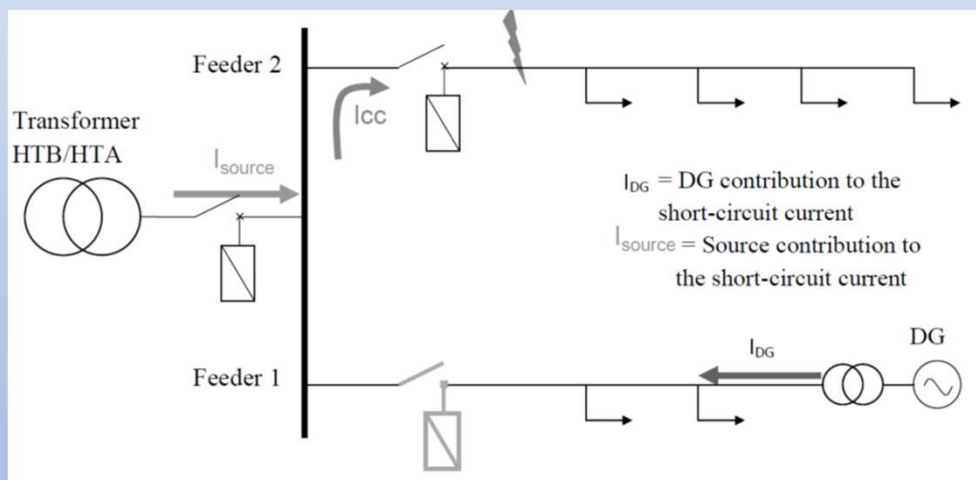 Feeder 2
Transformer
HTB/HTA
Isource
Icc
IDG = DG contribution to the
short-circuit current
Isource = Source contribution to
the short-circuit current
Feeder 1
IDG
DG